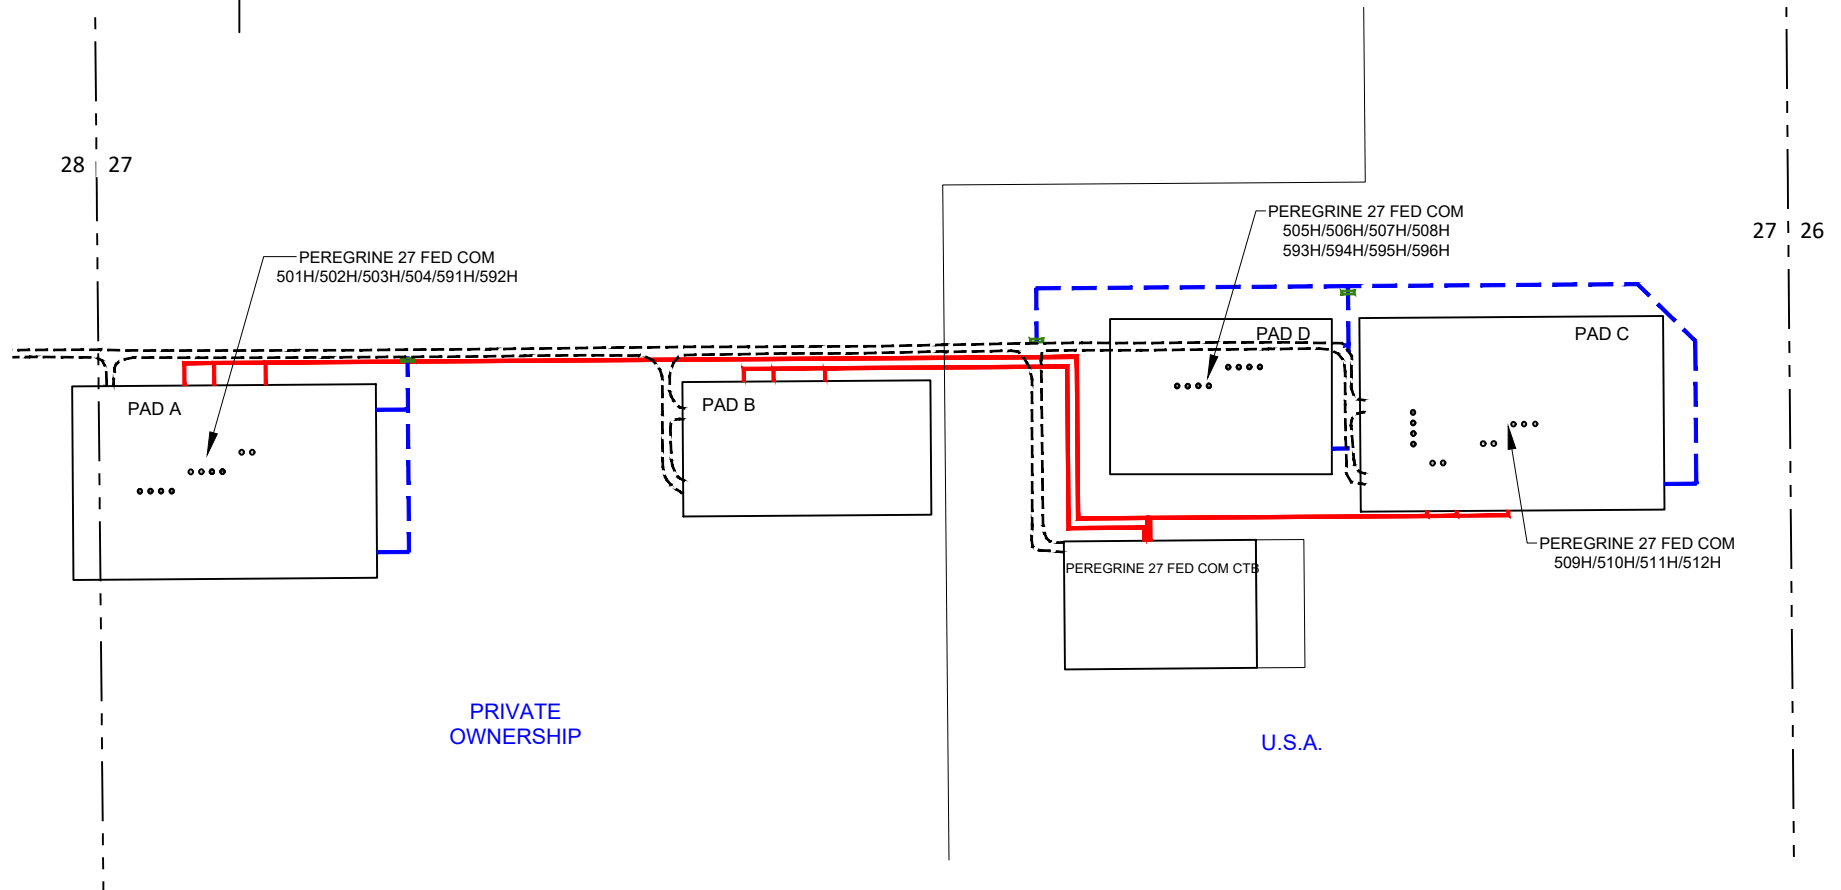 28 27
27 26
PEREGRINE 27 FED COM
505H/506H/507H/508H
593H/594H/595H/596H
PEREGRINE 27 FED COM
501H/502H/503H/504/591H/592H
PAD D
PAD C
PAD A
PAD B
PEREGRINE 27 FED COM
509H/510H/511H/512H
PEREGRINE 27 FED COM CTB
PRIVATE
OWNERSHIP
U.S.A.